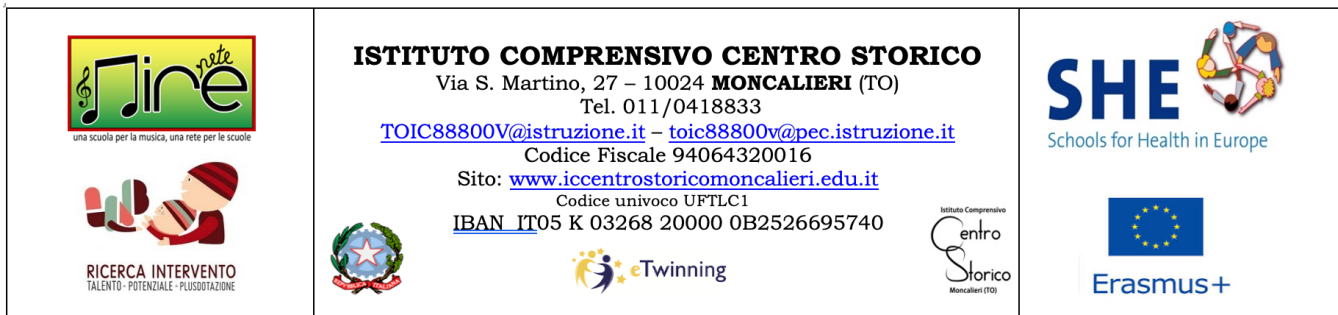 Mire rete
una scuola per la musica, una rete per le scuole
RICERCA INTERVENTO
TALENTO - POTENZIALE - PLUSDOTAZIONE
ISTITUTO COMPRENSIVO CENTRO STORICO
Via S. Martino, 27 – 10024 MONCALIERI (TO)
Tel. 011/0418833
TOIC88800V@istruzione.it – toic88800v@pec.istruzione.it
Codice Fiscale 94064320016
Sito: www.iccentrostoricomoncalieri.edu.it
Codice univoco UFTLC1
IBAN IT05 K 03268 20000 0B2526695740
REPVBBLICA ITALIANA
eTwinning
Istituto Comprensivo
Centro
Storico
Moncalieri (TO)
SHE
Schools for Health in Europe
Erasmus+